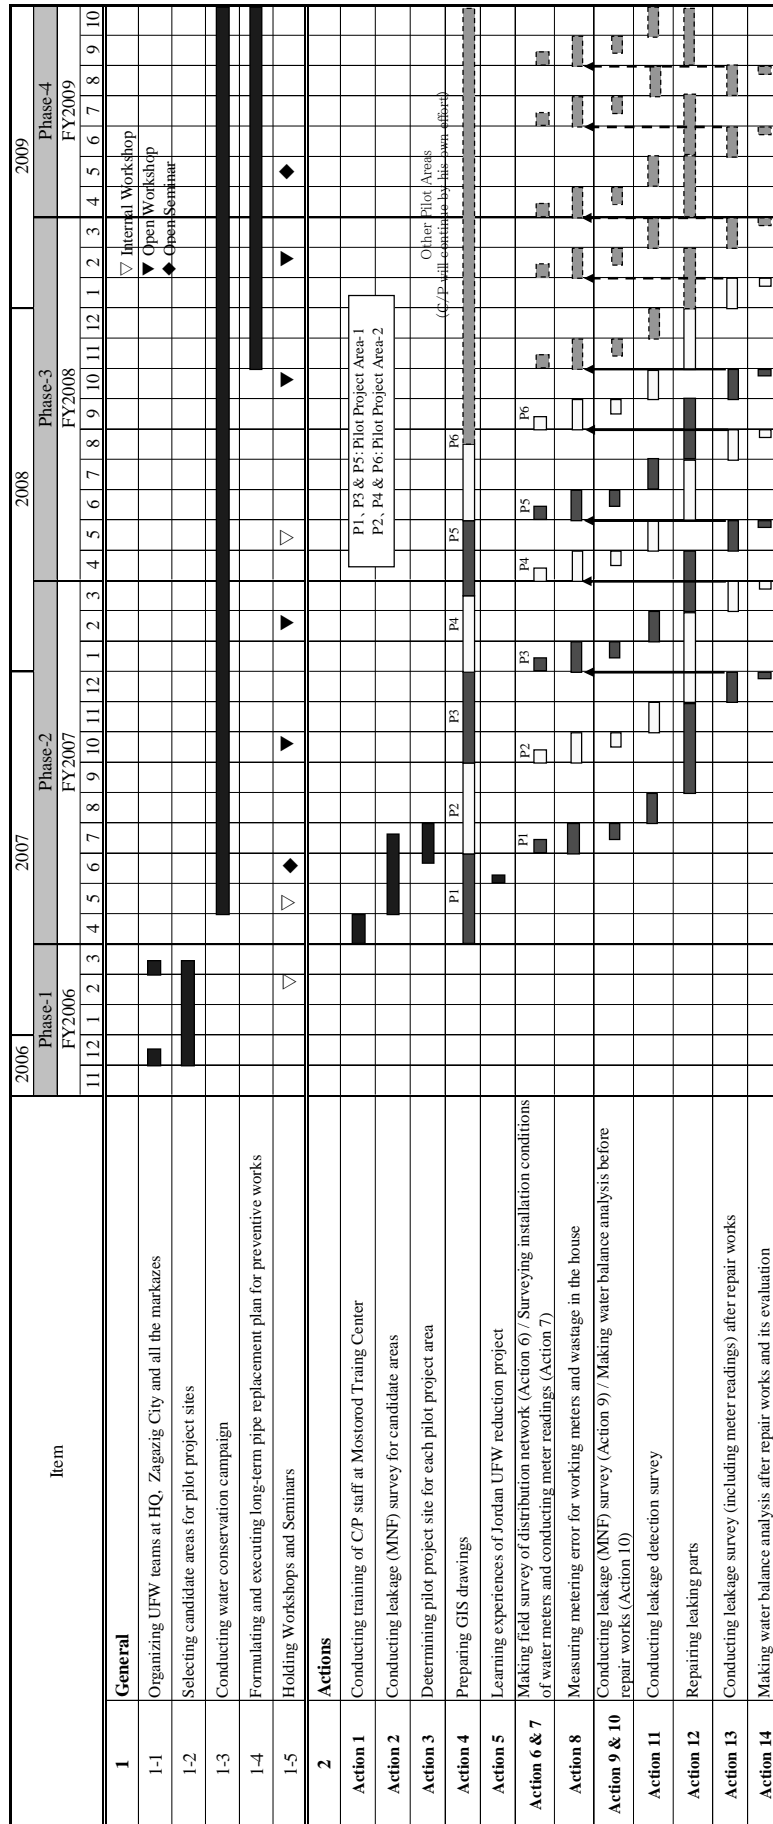 Item
2006
2007
2008
2009
Phase-1
Phase-2
Phase-3
Phase-4
FY2006
FY2007
FY2008
FY2009
11 12 1 2 3 4 5 6 7 8 9 10 11 12 1 2 3 4 5 6 7 8 9 10 11 12 1 2 3 4 5 6 7 8 9 10
1 General
▽ Internal Workshop
▼ Open Workshop
◆ Open Seminar
1-1 Organizing UFW teams at HQ, Zagazig City and all the markazes
1-2 Selecting candidate areas for pilot project sites
1-3 Conducting water conservation campaign
1-4 Formulating and executing long-term pipe replacement plan for preventive works
1-5 Holding Workshops and Seminars
2 Actions
P1, P3 & P5: Pilot Project Area-1
P2, P4 & P6: Pilot Project Area-2
Action 1 Conducting training of C/P staff at Mostorod Traing Center
Action 2 Conducting leakage (MNF) survey for candidate areas
Action 3 Determining pilot project site for each pilot project area
Other Pilot Areas
(C/P will continue by his own effort)
P1 P2 P3 P4 P5 P6
Action 4 Preparing GIS drawings
Action 5 Learning experiences of Jordan UFW reduction project
P1 P2 P3 P4 P5 P6
Action 6 & 7 Making field survey of distribution network (Action 6) / Surveying installation conditions
of water meters and conducting meter readings (Action 7)
Action 8 Measuring metering error for working meters and wastage in the house
Action 9 & 10 Conducting leakage (MNF) survey (Action 9) / Making water balance analysis before
repair works (Action 10)
Action 11 Conducting leakage detection survey
Action 12 Repairing leaking parts
Action 13 Conducting leakage survey (including meter readings) after repair works
Action 14 Making water balance analysis after repair works and its evaluation